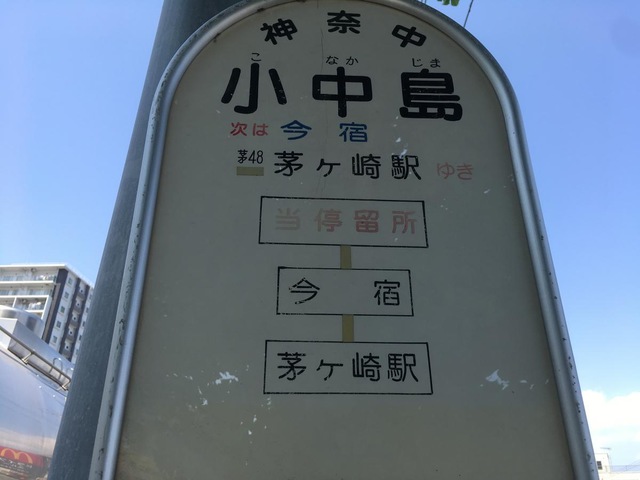 神奈中
こ なか じま
小中島
次は 今宿
茅48 茅ヶ崎駅 ゆき
当停留所
今宿
茅ヶ崎駅